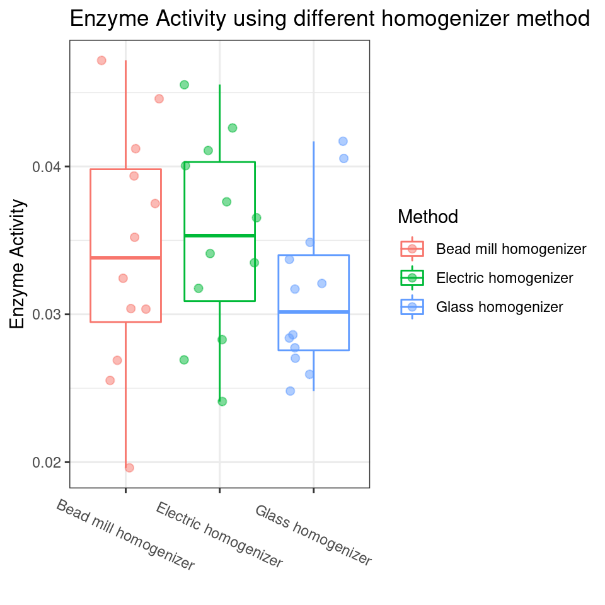 Enzyme Activity using different homogenizer method
Enzyme Activity
0.04
0.03
0.02
Bead mill homogenizer
Electric homogenizer
Glass homogenizer
Method
Bead mill homogenizer
Electric homogenizer
Glass homogenizer